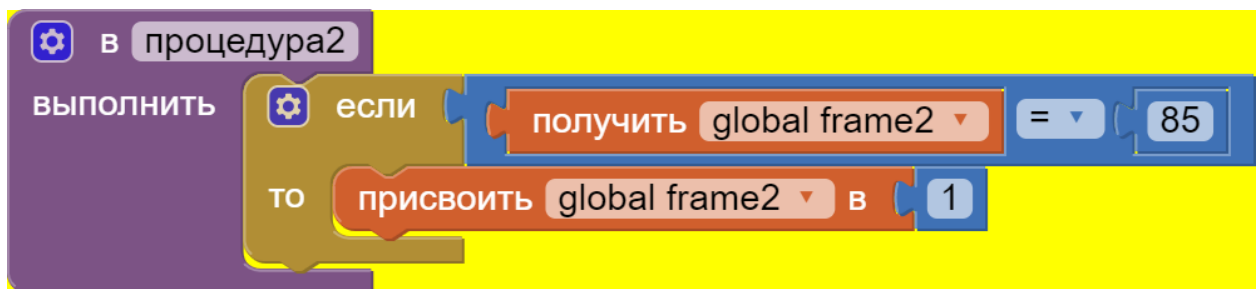 в процедура2
выполнить если получить global frame2 = 85
то присвоить global frame2 в 1